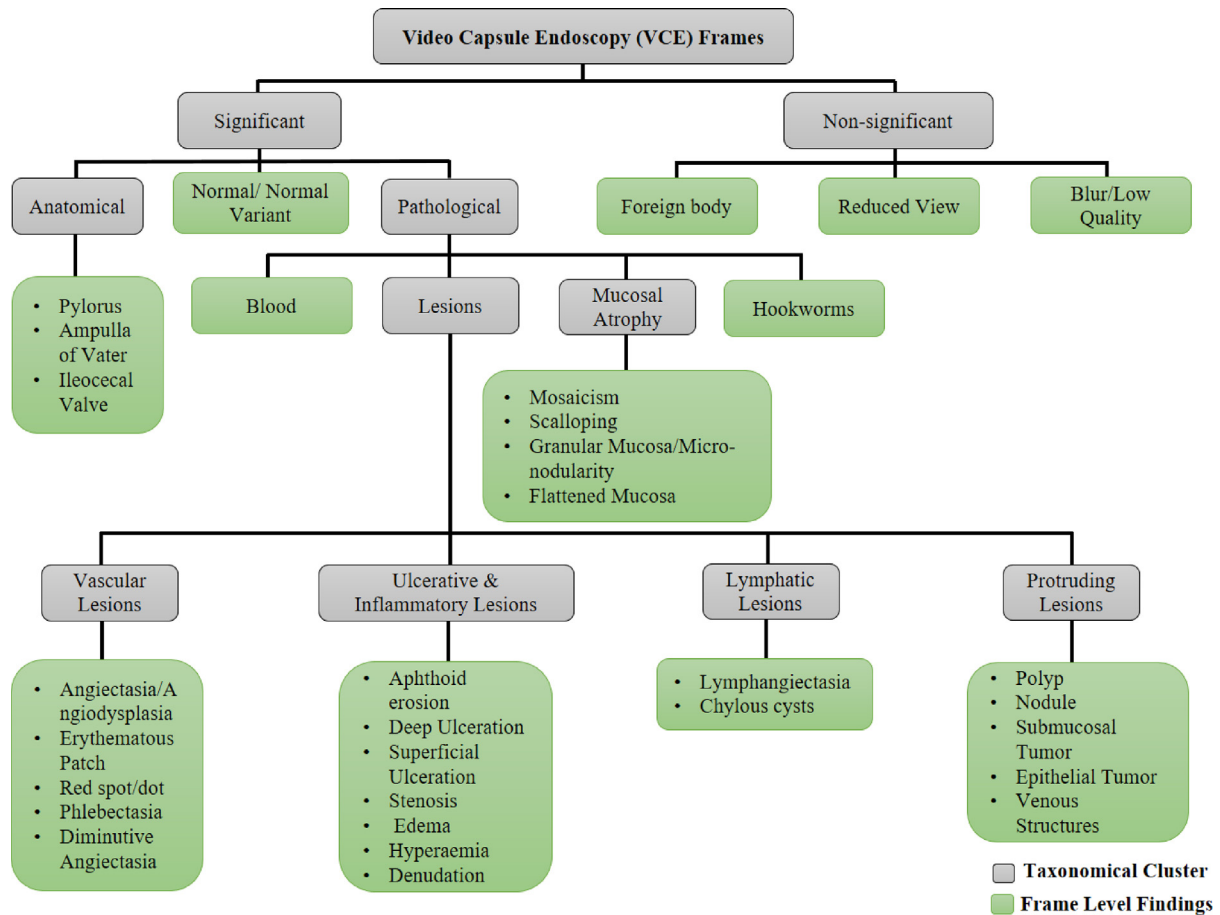 Video Capsule Endoscopy (VCE) Frames
Significant
Non-significant
Anatomical
Normal/ Normal
Variant
Pathological
Foreign body
Reduced View
Blur/Low
Quality
• Pylorus
• Ampulla
of Vater
• Ileocecal
Valve
Blood
Lesions
Mucosal
Atrophy
Hookworms
• Mosaicism
• Scalloping
• Granular Mucosa/Micro-
nodularity
• Flattened Mucosa
Vascular
Lesions
Ulcerative &
Inflammatory Lesions
Lymphatic
Lesions
Protruding
Lesions
• Angiectasia/A
ngiodysplasia
• Erythematous
Patch
• Red spot/dot
• Phlebectasia
• Diminutive
Angiectasia
• Aphthoid
erosion
• Deep Ulceration
• Superficial
Ulceration
• Stenosis
• Edema
• Hyperaemia
• Denudation
• Lymphangiectasia
• Chylous cysts
• Polyp
• Nodule
• Submucosal
Tumor
• Epithelial Tumor
• Venous
Structures
Taxonomical Cluster
Frame Level Findings